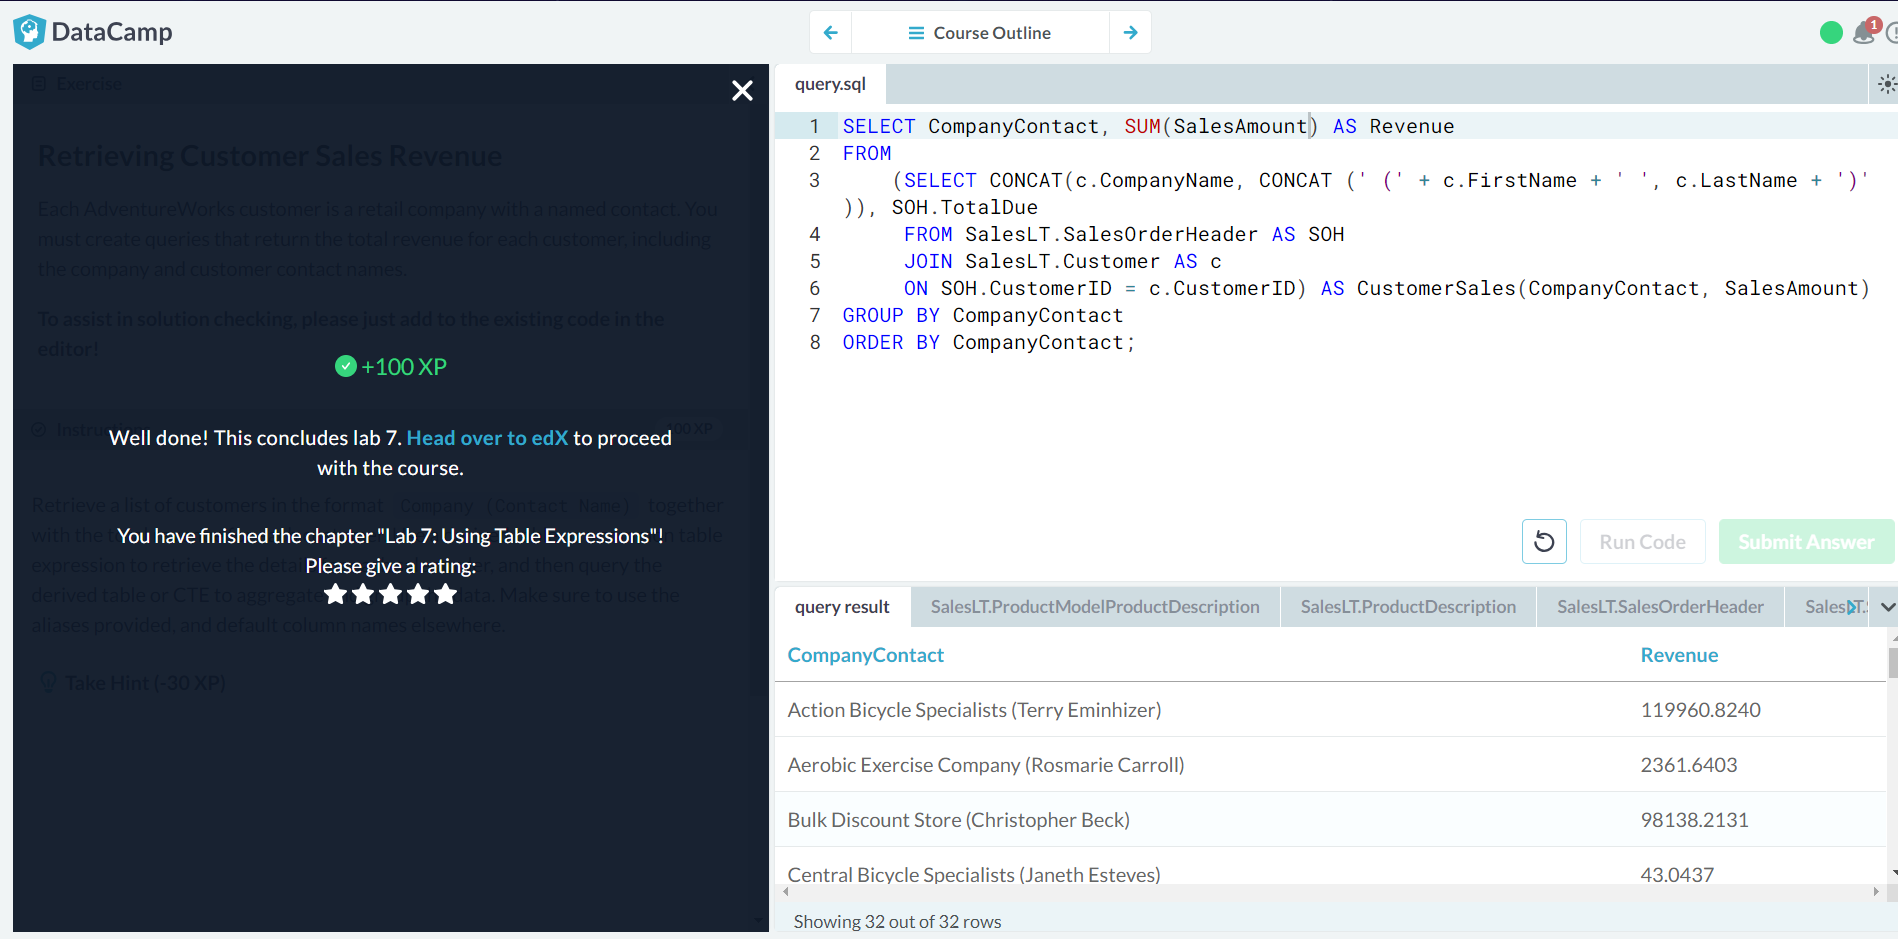 DataCamp
Course Outline
1
Exercise
Retrieving Customer Sales Revenue
Each AdventureWorks customer is a retail company with a named contact. You
must create queries that return the total revenue for each customer, including
the company and customer contact names.
To assist in solution checking, please just add to the existing code in the
editor!
+100 XP
Instructions 100 XP
Well done! This concludes lab 7. Head over to edX to proceed
with the course.
Retrieve a list of customers in the format Company (Contact Name) together
with the
You have finished the chapter "Lab 7: Using Table Expressions"!
table
expression to retrieve the
Please give a rating:
and then query the
derived table or CTE to aggregate
data. Make sure to use the
aliases provided, and default column names elsewhere.
Take Hint (-30 XP)
query.sql
1 SELECT CompanyContact, SUM(SalesAmount) AS Revenue
2 FROM
3 (SELECT CONCAT(c.CompanyName, CONCAT (' (' + c.FirstName + ' ', c.LastName + ')'
)), SOH.TotalDue
4 FROM SalesLT.SalesOrderHeader AS SOH
5 JOIN SalesLT.Customer AS c
6 ON SOH.CustomerID = c.CustomerID) AS CustomerSales(CompanyContact, SalesAmount)
7 GROUP BY CompanyContact
8 ORDER BY CompanyContact;
Run Code
Submit Answer
query result SalesLT.ProductModelProductDescription SalesLT.ProductDescription SalesLT.SalesOrderHeader
CompanyContact Revenue
Action Bicycle Specialists (Terry Eminhizer) 119960.8240
Aerobic Exercise Company (Rosmarie Carroll) 2361.6403
Bulk Discount Store (Christopher Beck) 98138.2131
Central Bicycle Specialists (Janeth Esteves) 43.0437
Showing 32 out of 32 rows